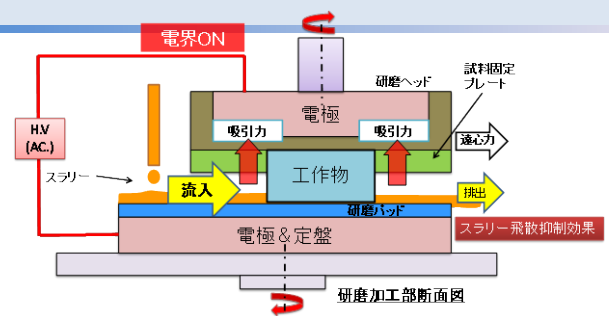 電界ON
研磨ヘッド
試料固定
プレート
電極
H.V
(AC.)
吸引力
吸引力
遠心力
スラリー
流入
工作物
排出
研磨パッド
電極&定盤
スラリー飛散抑制効果
研磨加工部断面図